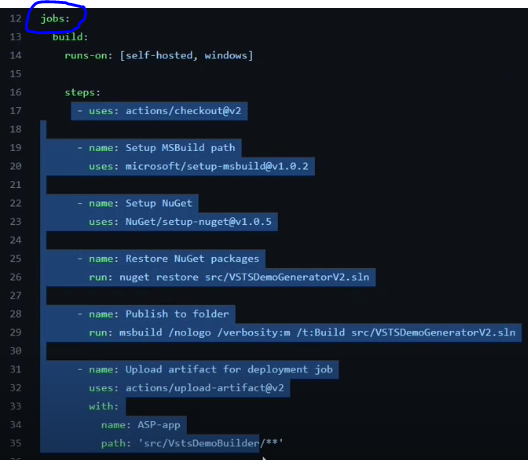 12 jobs:
13   build:
14     runs-on: [self-hosted, windows]
15
16     steps:
17       - uses: actions/checkout@v2
18
19       - name: Setup MSBuild path
20         uses: microsoft/setup-msbuild@v1.0.2
21
22       - name: Setup NuGet
23         uses: NuGet/setup-nuget@v1.0.5
24
25       - name: Restore NuGet packages
26         run: nuget restore src/VSTSDemoGeneratorV2.sln
27
28       - name: Publish to folder
29         run: msbuild /nologo /verbosity:m /t:Build src/VSTSDemoGeneratorV2.sln
30
31       - name: Upload artifact for deployment job
32         uses: actions/upload-artifact@v2
33         with:
34           name: ASP-app
35           path: 'src/VstsDemoBuilder/**'